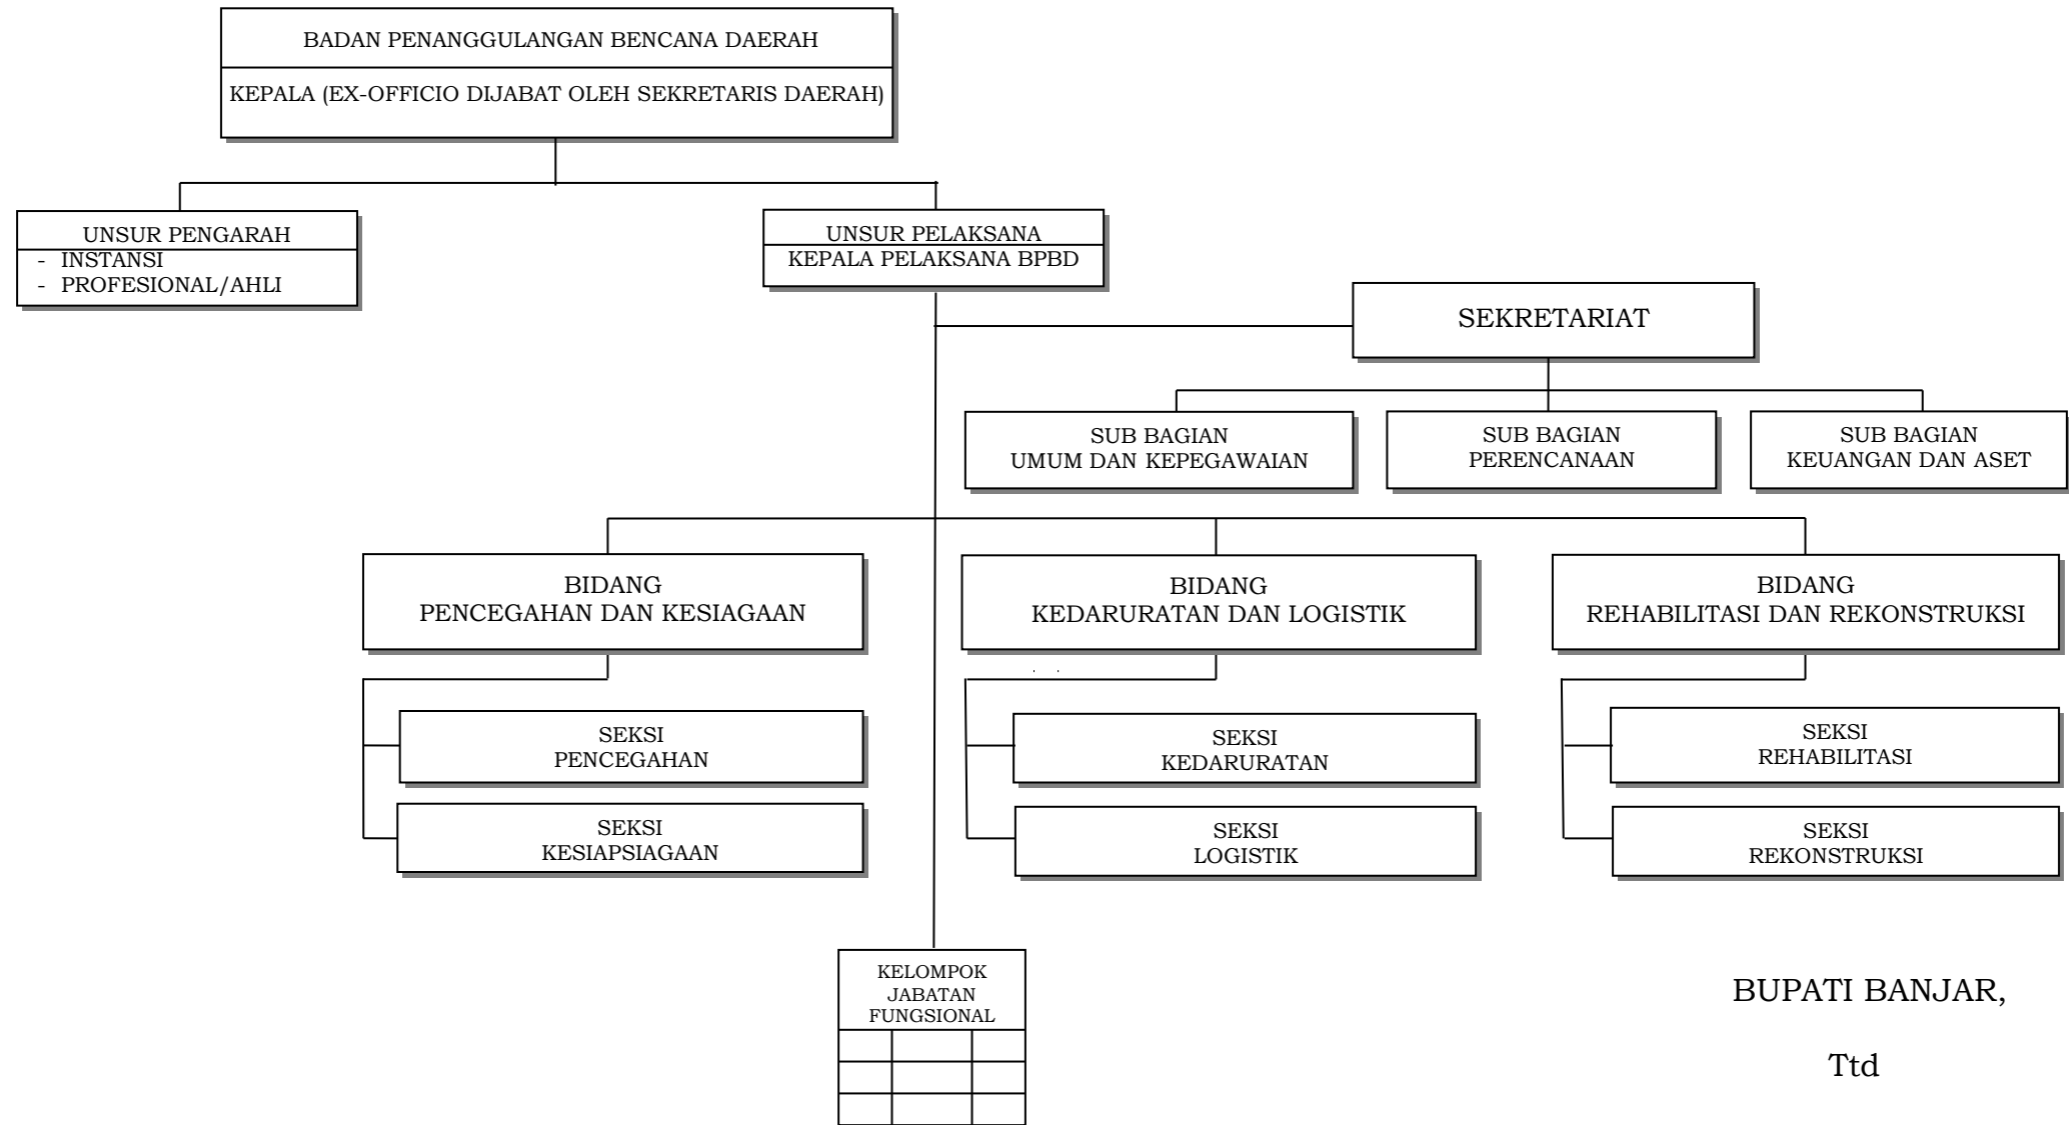 BADAN PENANGGULANGAN BENCANA DAERAH
KEPALA (EX-OFFICIO DIJABAT OLEH SEKRETARIS DAERAH)
UNSUR PENGARAH
- INSTANSI
- PROFESIONAL/AHLI
UNSUR PELAKSANA
KEPALA PELAKSANA BPBD
SEKRETARIAT
SUB BAGIAN
UMUM DAN KEPEGAWAIAN
SUB BAGIAN
PERENCANAAN
SUB BAGIAN
KEUANGAN DAN ASET
BIDANG
PENCEGAHAN DAN KESIAGAAN
BIDANG
KEDARURATAN DAN LOGISTIK
BIDANG
REHABILITASI DAN REKONSTRUKSI
SEKSI
PENCEGAHAN
SEKSI
KESIAPSIAGAAN
SEKSI
KEDARURATAN
SEKSI
LOGISTIK
SEKSI
REHABILITASI
SEKSI
REKONSTRUKSI
KELOMPOK
JABATAN
FUNGSIONAL
BUPATI BANJAR,
Ttd